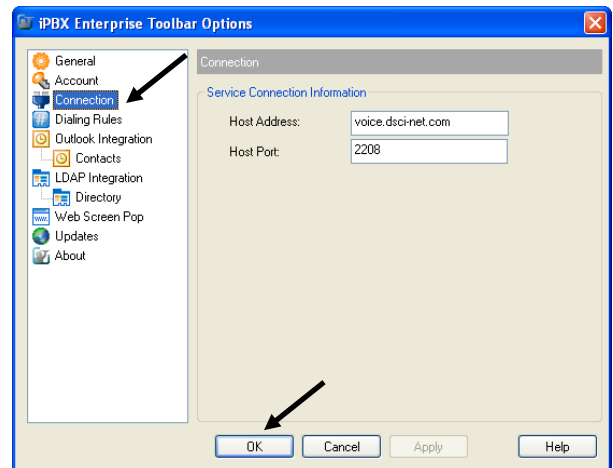 iPBX Enterprise Toolbar Options
General
Account
Connection
Dialing Rules
Outlook Integration
Contacts
LDAP Integration
Directory
Web Screen Pop
Updates
About
Connection
Service Connection Information
Host Address: voice.dsci-net.com
Host Port: 2208
OK Cancel Apply Help